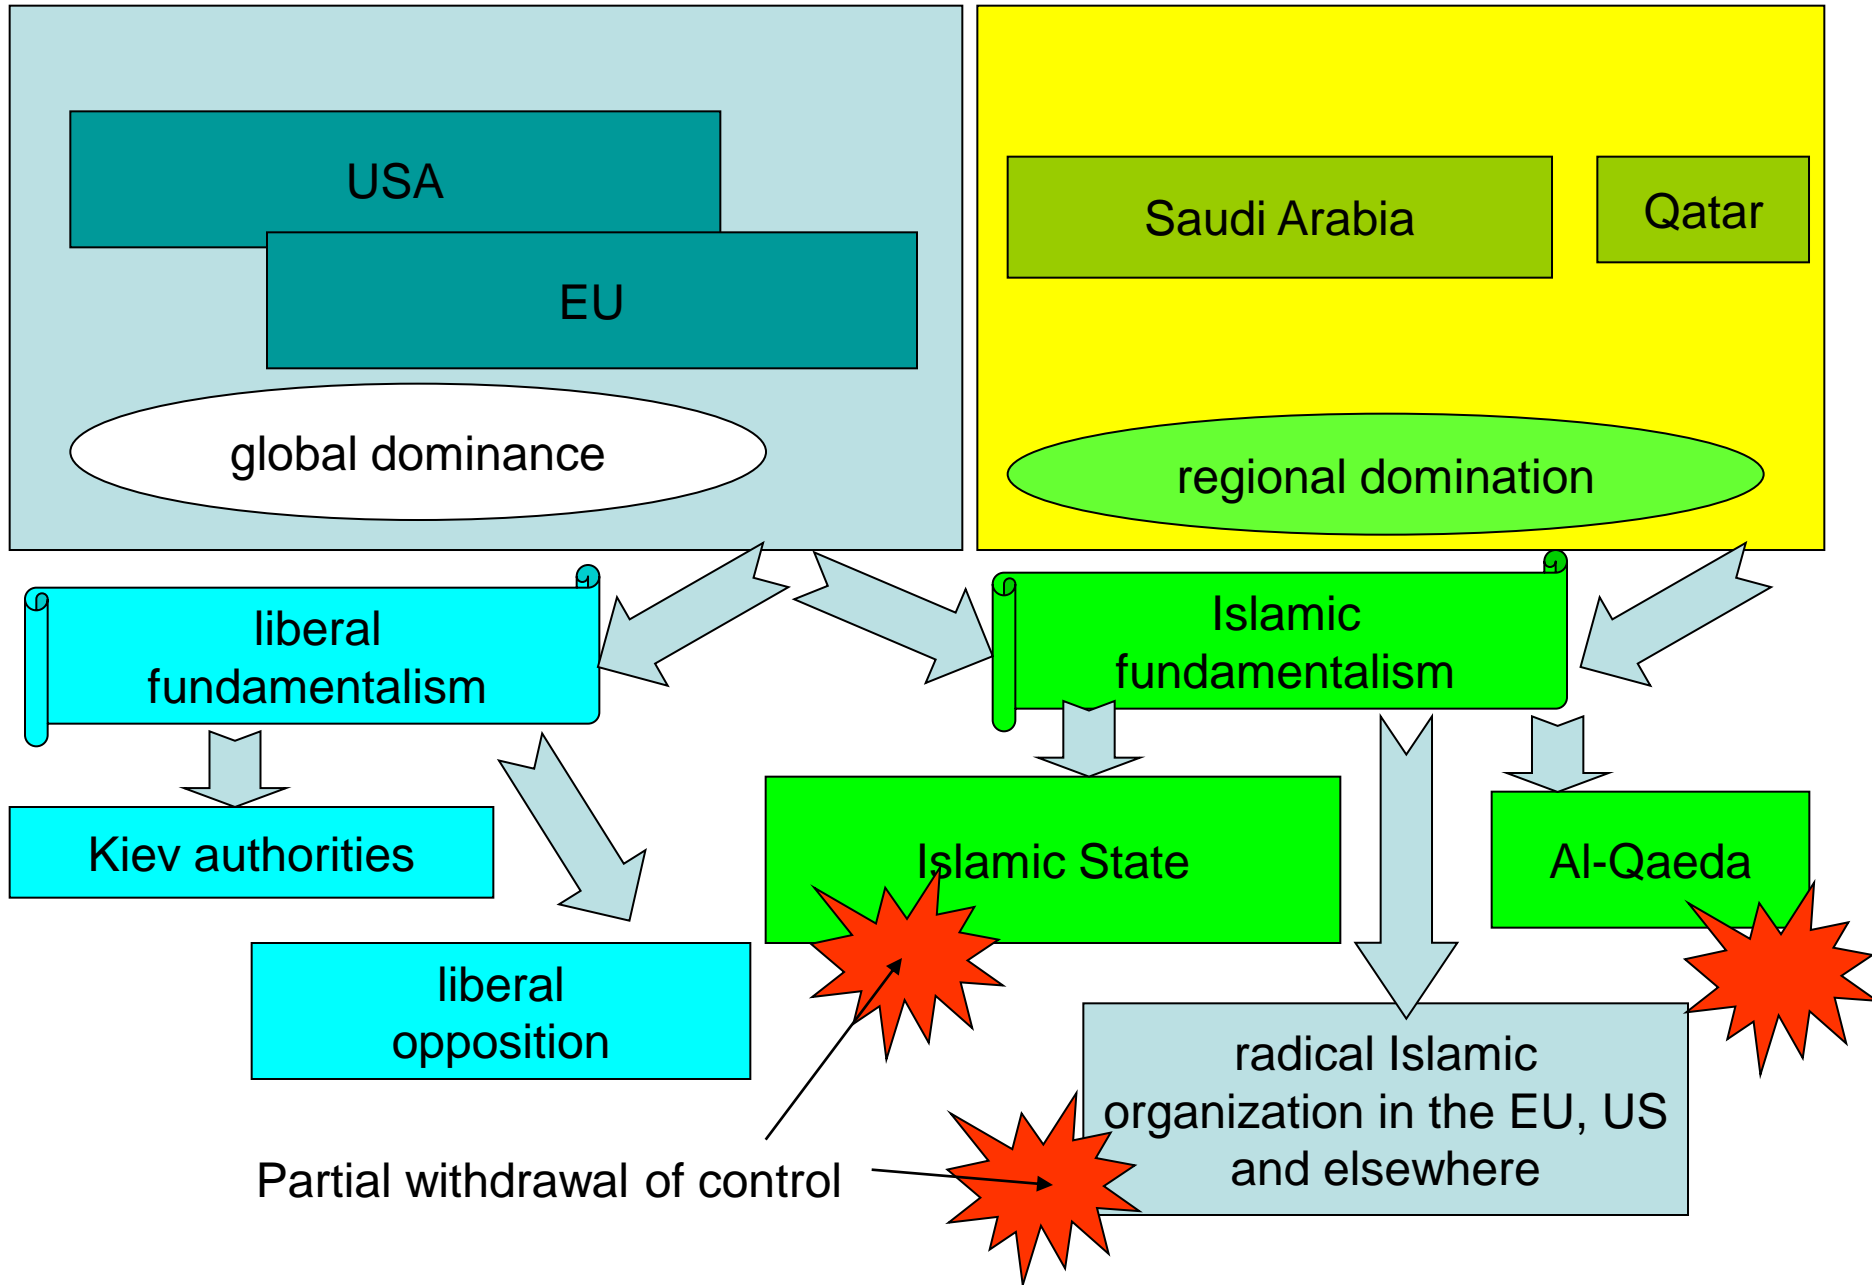 USA
EU
global dominance
Saudi Arabia
Qatar
regional domination
liberal
fundamentalism
Islamic
fundamentalism
Kiev authorities
Islamic State
Al-Qaeda
liberal
opposition
radical Islamic
organization in the EU, US
and elsewhere
Partial withdrawal of control